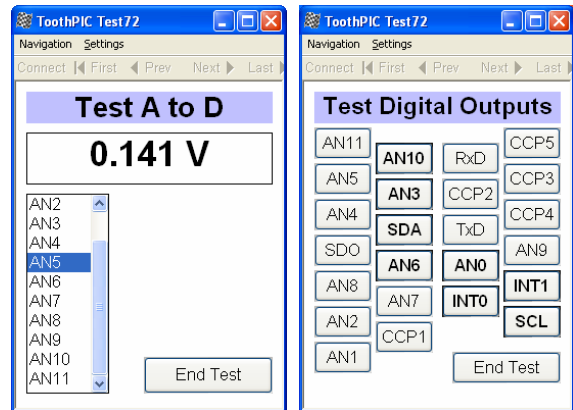 ToothPIC Test72
Navigation Settings
Connect First Prev Next Last
Test A to D
0.141 V
AN2
AN3
AN4
AN5
AN6
AN7
AN8
AN9
AN10
AN11
End Test
ToothPIC Test72
Navigation Settings
Connect First Prev Next Last
Test Digital Outputs
AN11 AN10 RxD CCP5
AN5 AN3 CCP2 CCP3
AN4 SDA TxD CCP4
SDO AN6 AN0 AN9
AN8 AN7 INT0 INT1
AN2 CCP1 SCL
AN1 End Test